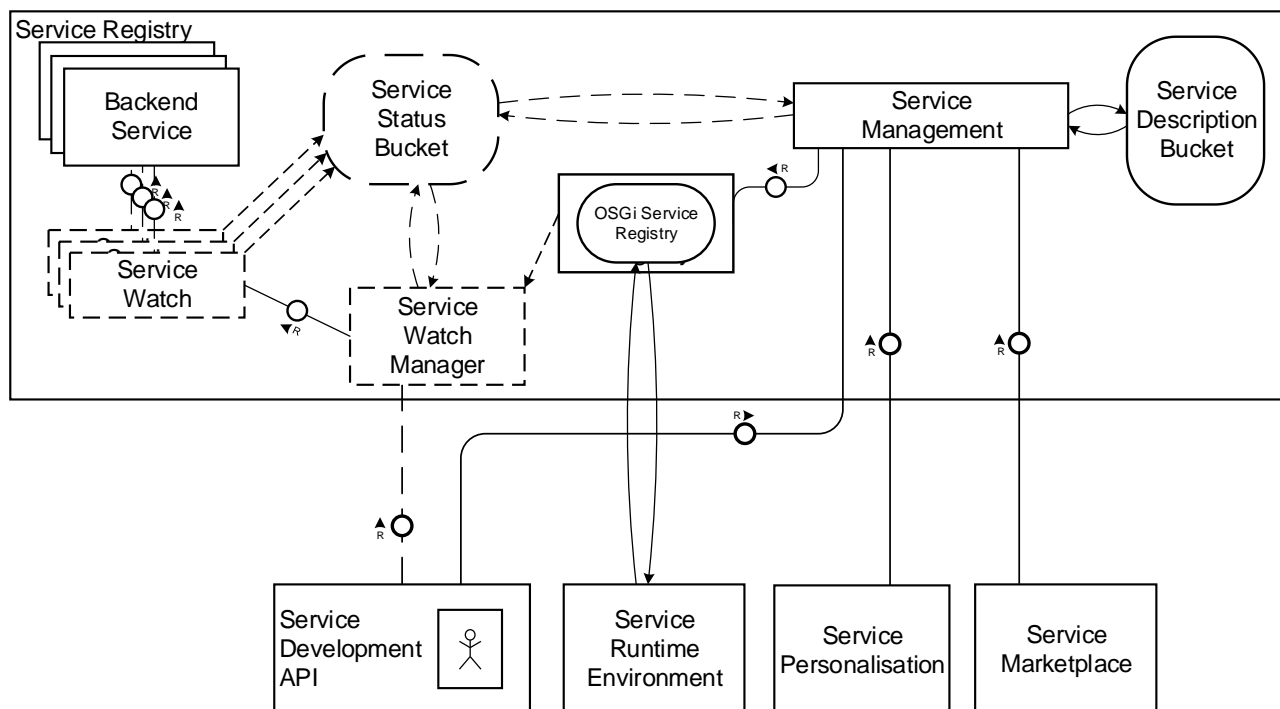 Service Registry
Backend
Service
Service
Status
Bucket
Service
Management
Service
Description
Bucket
R
OSGi Service
Registry
R
R
R
Service
Watch
Service
Watch
Manager
R
R
R
R
R
Service
Development
API
Service
Runtime
Environment
Service
Personalisation
Service
Marketplace